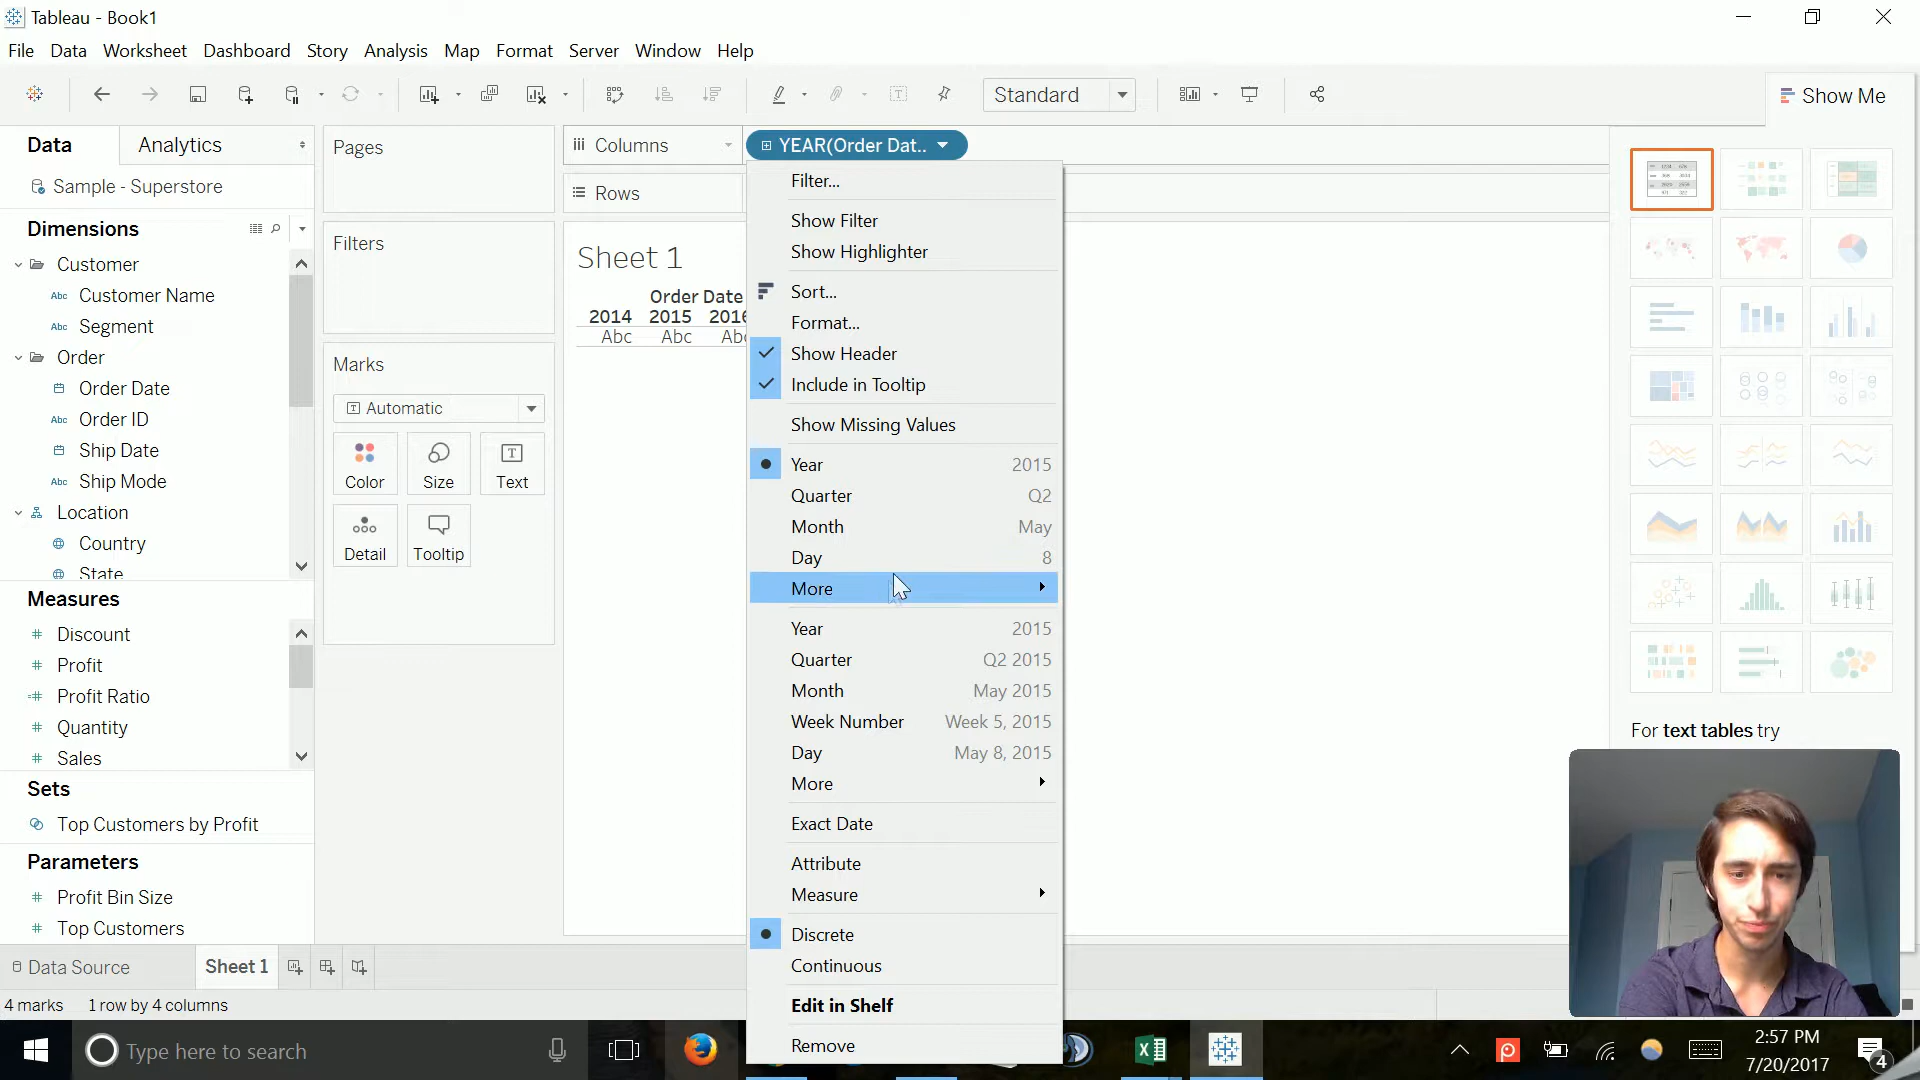 Tableau - Book1
File Data Worksheet Dashboard Story Analysis Map Format Server Window Help
Standard
Show Me
Data Analytics
Pages
Columns
YEAR(Order Dat..
Sample - Superstore
Rows
Dimensions
Filters
Sheet 1
Customer
Abc Customer Name
Abc Segment
Order
Order Date
Abc Order ID
Ship Date
Abc Ship Mode
Location
Country
State
Order Date
2014 2015 2016
Abc Abc Abc
Marks
Automatic
Color Size Text
Detail Tooltip
Measures
Discount
Profit
Profit Ratio
Quantity
Sales
Sets
Top Customers by Profit
Parameters
Profit Bin Size
Top Customers
Filter...
Show Filter
Show Highlighter
Sort...
Format...
Show Header
Include in Tooltip
Show Missing Values
Year 2015
Quarter Q2
Month May
Day 8
More
Year 2015
Quarter Q2 2015
Month May 2015
Week Number Week 5, 2015
Day May 8, 2015
More
Exact Date
Attribute
Measure
Discrete
Continuous
Edit in Shelf
Remove
For text tables try
Data Source Sheet 1
4 marks 1 row by 4 columns
Type here to search
2:57 PM
7/20/2017
4